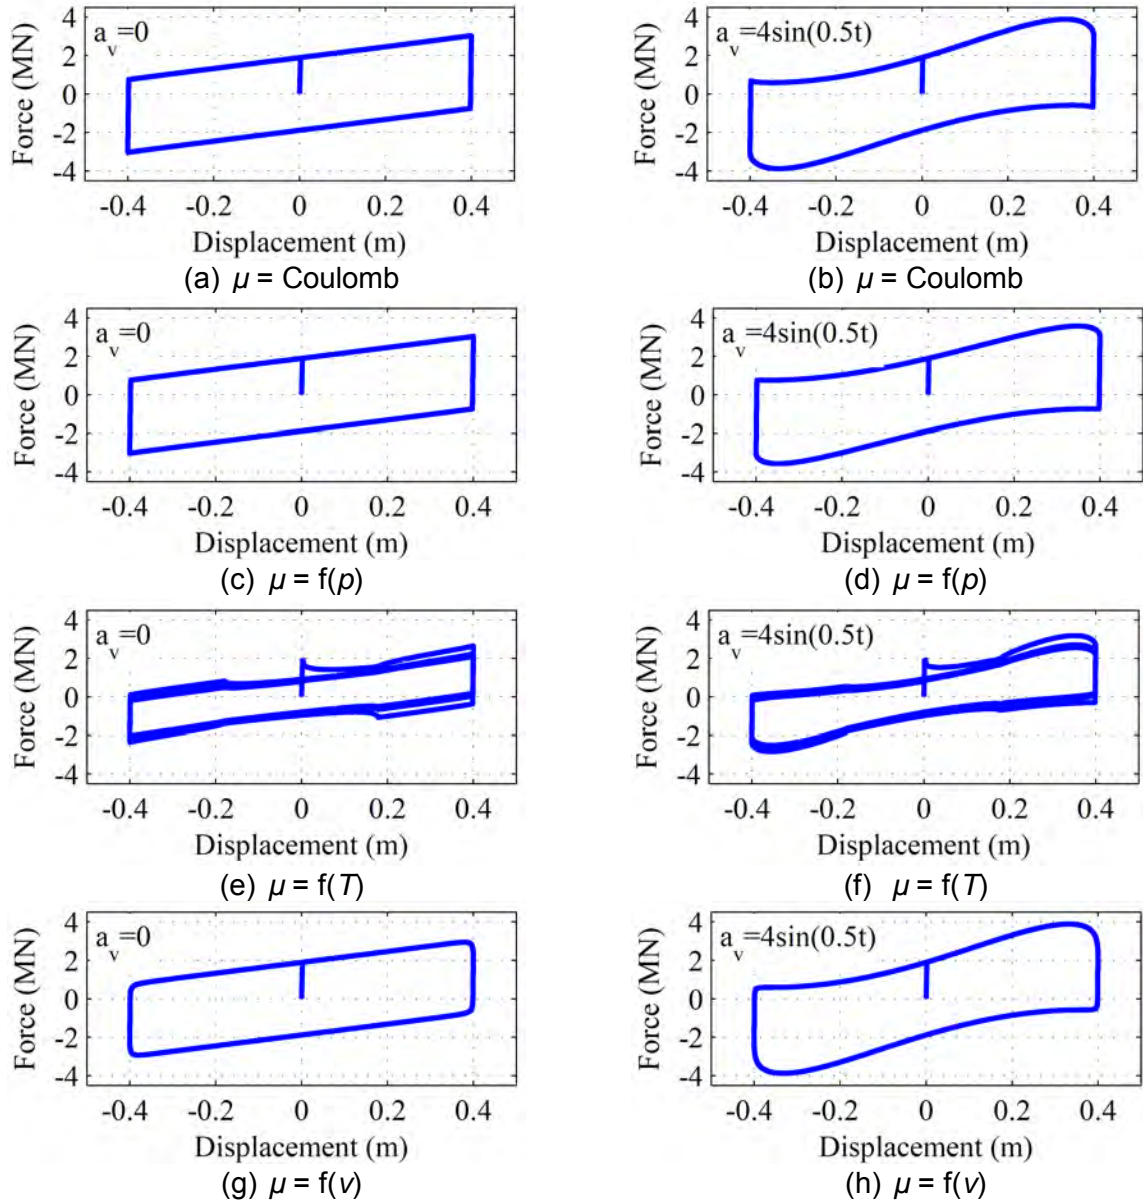 a_v=0
Force (MN)
4
2
0
-2
-4
-0.4 -0.2 0 0.2 0.4
Displacement (m)
(a) μ = Coulomb
a_v=4sin(0.5t)
Force (MN)
4
2
0
-2
-4
-0.4 -0.2 0 0.2 0.4
Displacement (m)
(b) μ = Coulomb
a_v=0
Force (MN)
4
2
0
-2
-4
-0.4 -0.2 0 0.2 0.4
Displacement (m)
(c) μ = f(p)
a_v=4sin(0.5t)
Force (MN)
4
2
0
-2
-4
-0.4 -0.2 0 0.2 0.4
Displacement (m)
(d) μ = f(p)
a_v=0
Force (MN)
4
2
0
-2
-4
-0.4 -0.2 0 0.2 0.4
Displacement (m)
(e) μ = f(T)
a_v=4sin(0.5t)
Force (MN)
4
2
0
-2
-4
-0.4 -0.2 0 0.2 0.4
Displacement (m)
(f) μ = f(T)
a_v=0
Force (MN)
4
2
0
-2
-4
-0.4 -0.2 0 0.2 0.4
Displacement (m)
(g) μ = f(v)
a_v=4sin(0.5t)
Force (MN)
4
2
0
-2
-4
-0.4 -0.2 0 0.2 0.4
Displacement (m)
(h) μ = f(v)